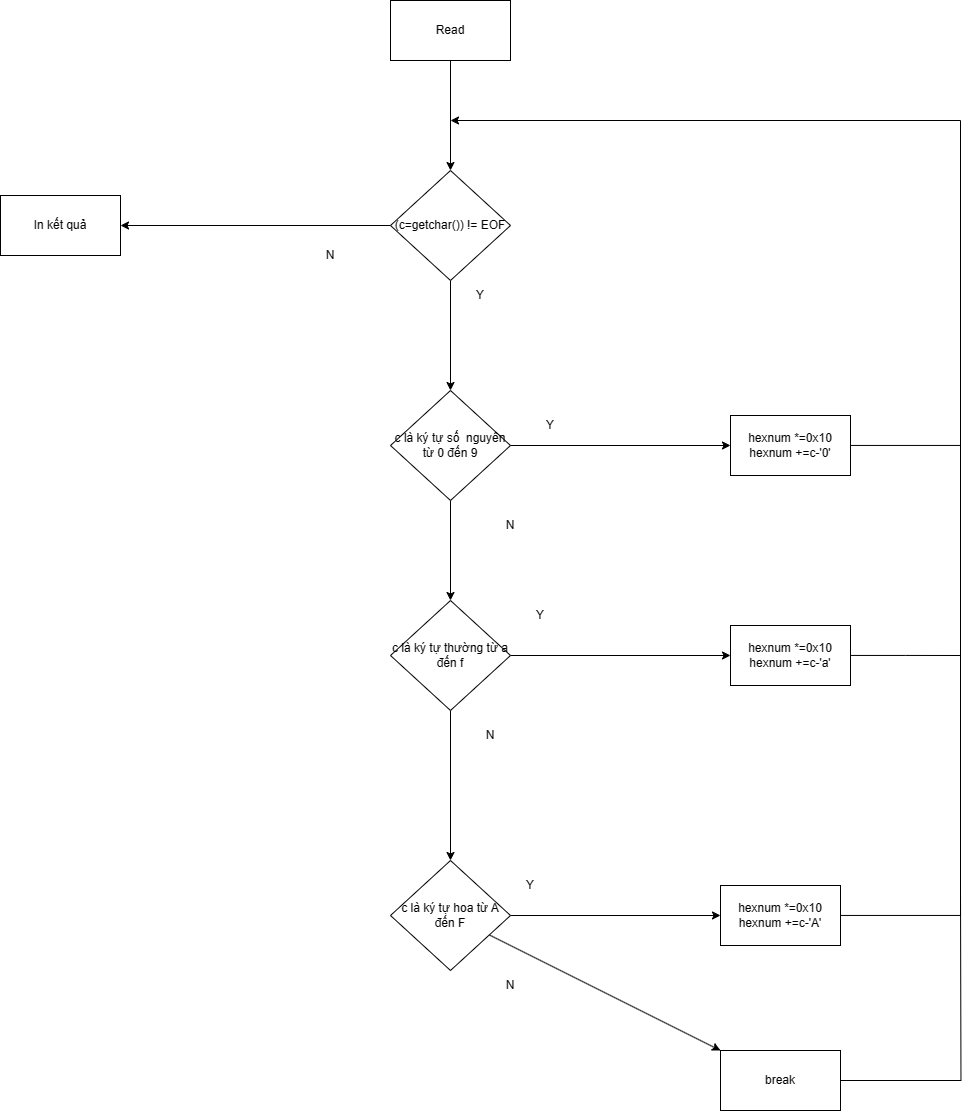 Read
In kết quả
(c=getchar()) != EOF
N
Y
c là ký tự số  nguyên
từ 0 đến 9
Y
hexnum *=0x10
hexnum +=c-'0'
N
c là ký tự thường từ a
đến f
Y
hexnum *=0x10
hexnum +=c-'a'
N
c là ký tự hoa từ A
đến F
Y
hexnum *=0x10
hexnum +=c-'A'
N
break